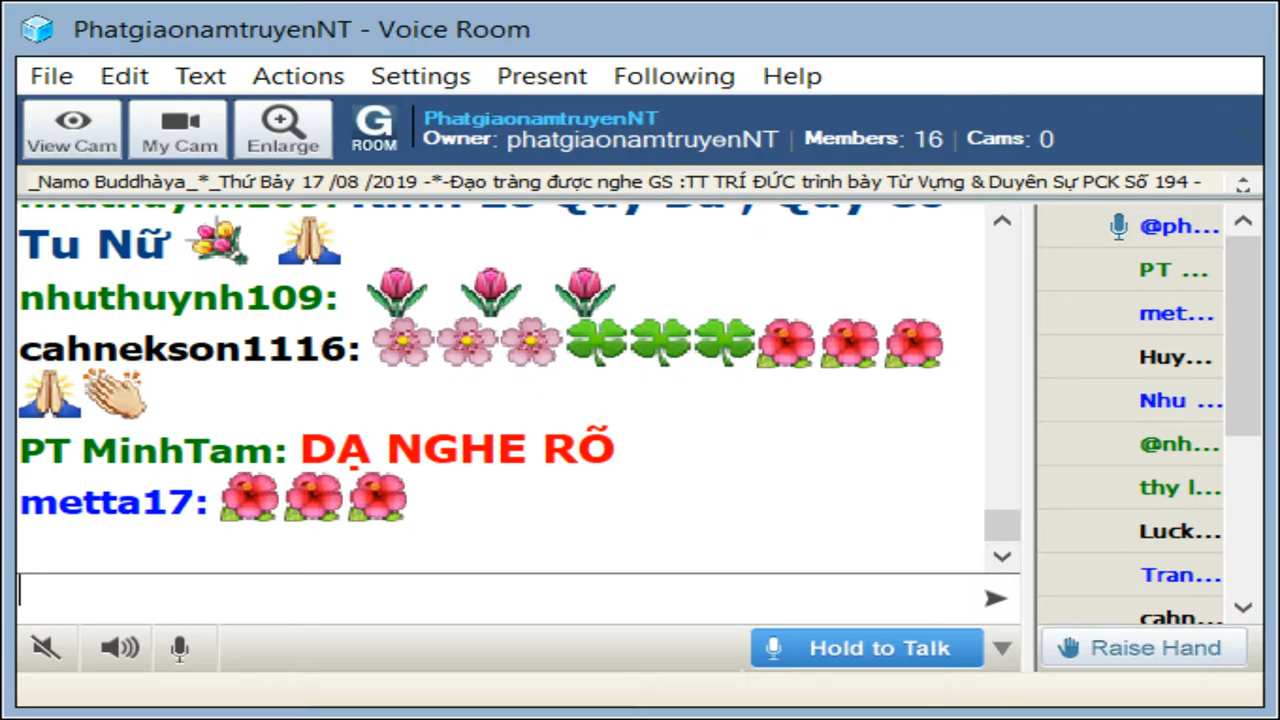 PhatgiaonamtruyenNT - Voice Room
File Edit Text Actions Settings Present Following Help
View Cam My Cam Enlarge G ROOM
PhatgiaonamtruyenNT
Owner: phatgiaonamtruyenNT | Members: 16 | Cams: 0
_Namo Buddhàya_*_Thứ Bảy 17 /08 /2019 -*-Đạo tràng được nghe GS :TT TRÍ ĐỨC trình bày Từ Vựng & Duyên Sự PCK Số 194 -
Tu Nữ
nhuthuynh109:
cahnekson1116:
PT MinhTam: DẠ NGHE RÕ
metta17:
@ph...
PT ...
met...
Huy...
Nhu ...
@nh...
thy l...
Luck...
Tran...
cahn...
Hold to Talk
Raise Hand